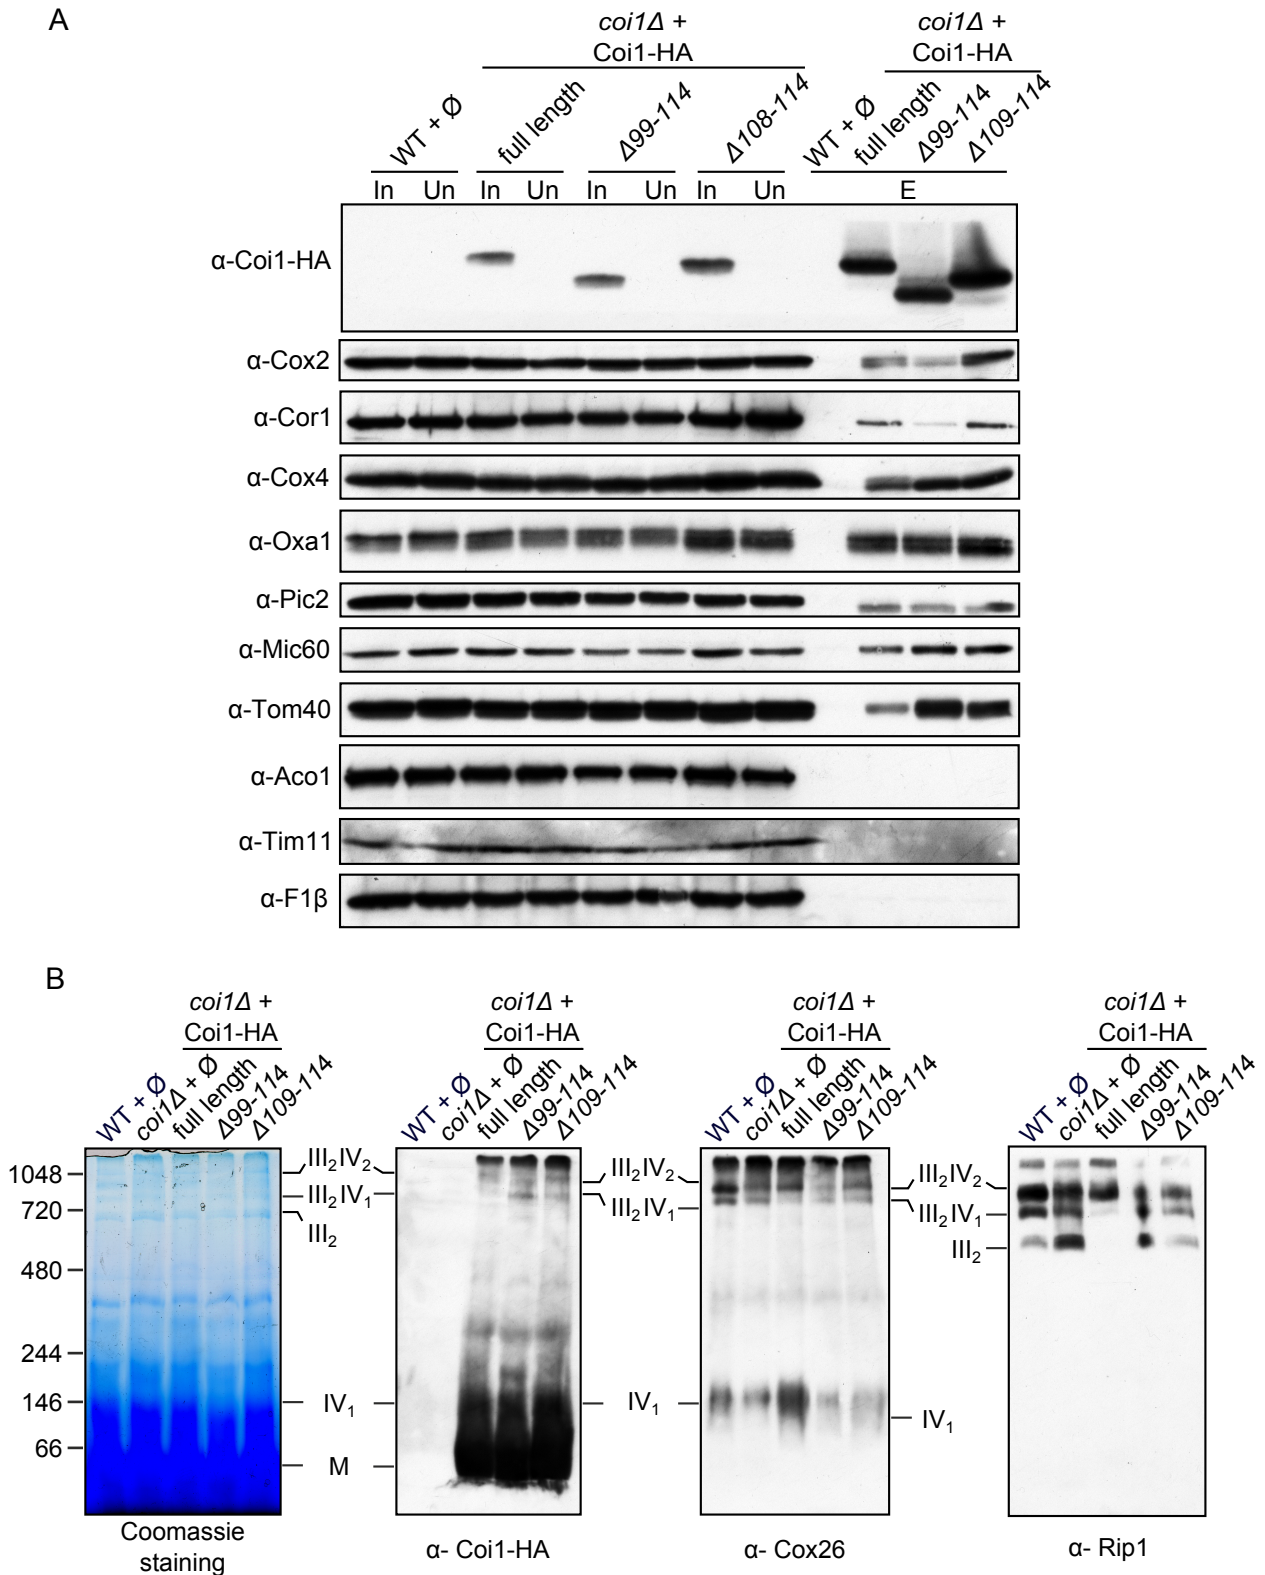 A
coi1Δ +
Coi1-HA
coi1Δ +
Coi1-HA
WT + Ø
full length
Δ99-114
Δ108-114
WT + Ø
full length
Δ99-114
Δ109-114
In Un In Un In Un In Un E
α-Coi1-HA
α-Cox2
α-Cor1
α-Cox4
α-Oxa1
α-Pic2
α-Mic60
α-Tom40
α-Aco1
α-Tim11
α-F1β
B
coi1Δ +
Coi1-HA
WT + Ø
coi1Δ + Ø
full length
Δ99-114
Δ109-114
coi1Δ +
Coi1-HA
WT + Ø
coi1Δ + Ø
full length
Δ99-114
Δ109-114
coi1Δ +
Coi1-HA
WT + Ø
coi1Δ + Ø
full length
Δ99-114
Δ109-114
coi1Δ +
Coi1-HA
WT + Ø
coi1Δ + Ø
full length
Δ99-114
Δ109-114
1048
720
480
244
146
66
III₂IV₂
III₂IV₁
III₂
IV₁
M
III₂IV₂
III₂IV₁
IV₁
III₂IV₂
III₂IV₁
III₂
IV₁
Coomassie
staining
α- Coi1-HA
α- Cox26
α- Rip1